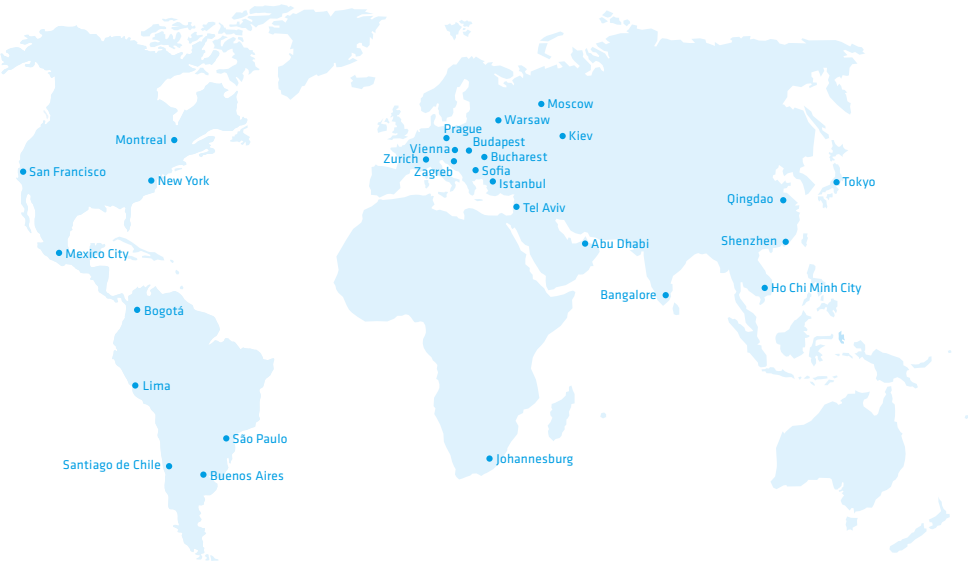 Moscow
Warsaw
Prague
Kiev
Montreal
Budapest
Vienna
Bucharest
Zurich
San Francisco
Zagreb
Sofia
New York
Istanbul
Tokyo
Qingdao
Tel Aviv
Shenzhen
Abu Dhabi
Mexico City
Ho Chi Minh City
Bangalore
Bogotá
Lima
São Paulo
Johannesburg
Santiago de Chile
Buenos Aires